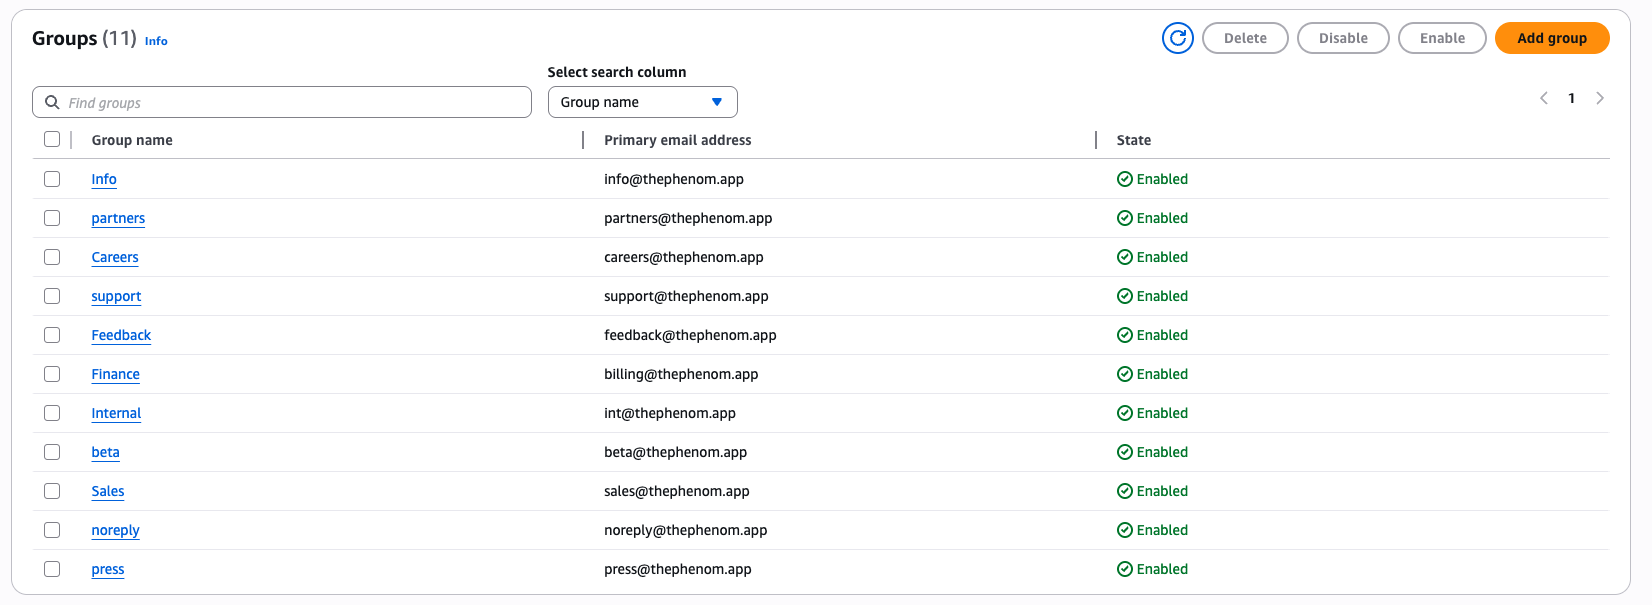 Groups (11) Info
Delete Disable Enable Add group
Select search column
Find groups Group name 1
Group name Primary email address State
Info info@thephenom.app Enabled
partners partners@thephenom.app Enabled
Careers careers@thephenom.app Enabled
support support@thephenom.app Enabled
Feedback feedback@thephenom.app Enabled
Finance billing@thephenom.app Enabled
Internal int@thephenom.app Enabled
beta beta@thephenom.app Enabled
Sales sales@thephenom.app Enabled
noreply noreply@thephenom.app Enabled
press press@thephenom.app Enabled